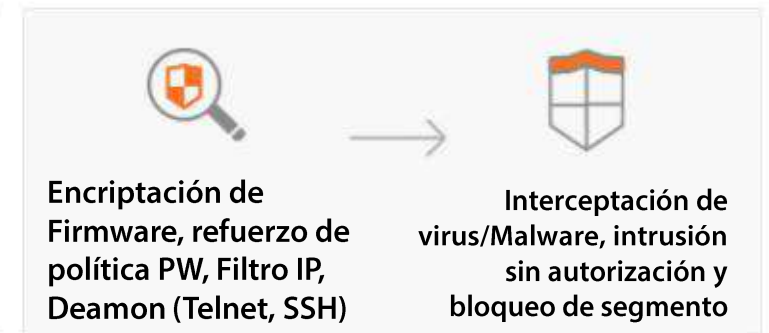 Encriptación de
Firmware, refuerzo de
política PW, Filtro IP,
Deamon (Telnet, SSH)
Interceptación de
virus/Malware, intrusión
sin autorización y
bloqueo de segmento